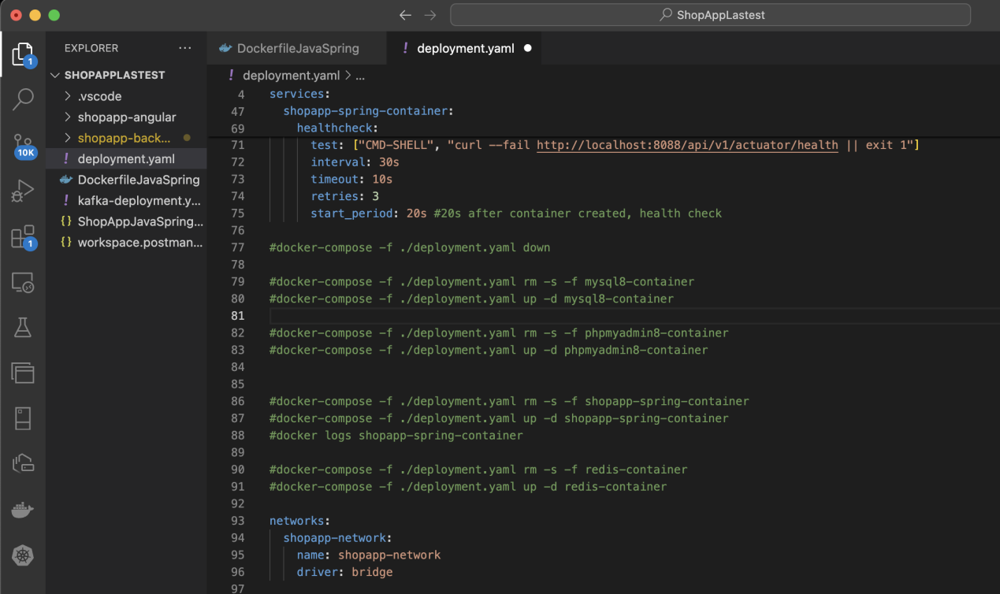 ShopAppLastest
EXPLORER
DockerfileJavaSpring
! deployment.yaml
1
SHOPAPPLASTEST
.vscode
shopapp-angular
shopapp-back...
! deployment.yaml
DockerfileJavaSpring
! kafka-deployment.y...
{} ShopAppJavaSpring...
{} workspace.postman...
10K
1
! deployment.yaml > ...
4 services:
47 shopapp-spring-container:
69 healthcheck:
71 test: ["CMD-SHELL", "curl --fail http://localhost:8088/api/v1/actuator/health || exit 1"]
72 interval: 30s
73 timeout: 10s
74 retries: 3
75 start_period: 20s #20s after container created, health check
76
77 #docker-compose -f ./deployment.yaml down
78
79 #docker-compose -f ./deployment.yaml rm -s -f mysql8-container
80 #docker-compose -f ./deployment.yaml up -d mysql8-container
81
82 #docker-compose -f ./deployment.yaml rm -s -f phpmyadmin8-container
83 #docker-compose -f ./deployment.yaml up -d phpmyadmin8-container
84
85
86 #docker-compose -f ./deployment.yaml rm -s -f shopapp-spring-container
87 #docker-compose -f ./deployment.yaml up -d shopapp-spring-container
88 #docker logs shopapp-spring-container
89
90 #docker-compose -f ./deployment.yaml rm -s -f redis-container
91 #docker-compose -f ./deployment.yaml up -d redis-container
92
93 networks:
94 shopapp-network:
95 name: shopapp-network
96 driver: bridge
97